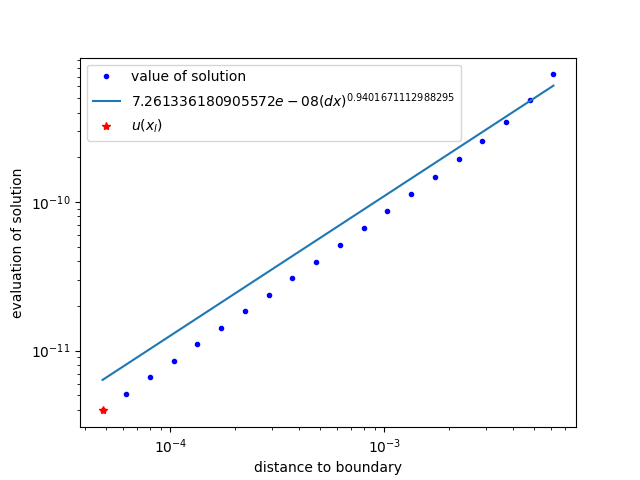 value of solution
7.261336180905572e − 08(dx)^0.9401671112988295
u(x_l)
evaluation of solution
10^−10
10^−11
10^−4
10^−3
distance to boundary